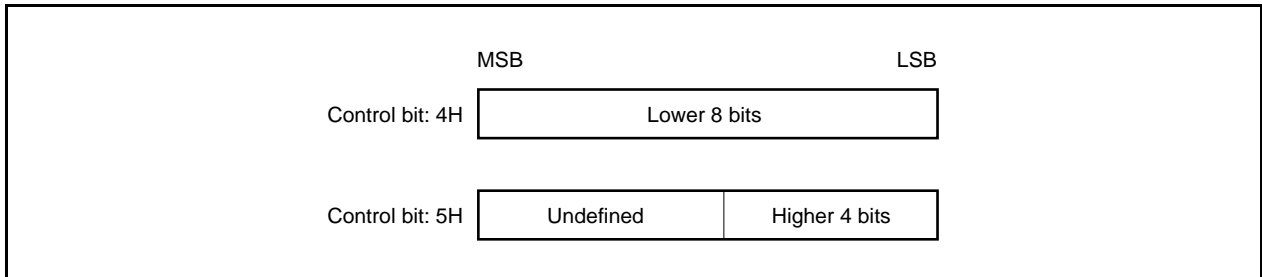 MSB LSB
Control bit: 4H Lower 8 bits
Control bit: 5H Undefined Higher 4 bits